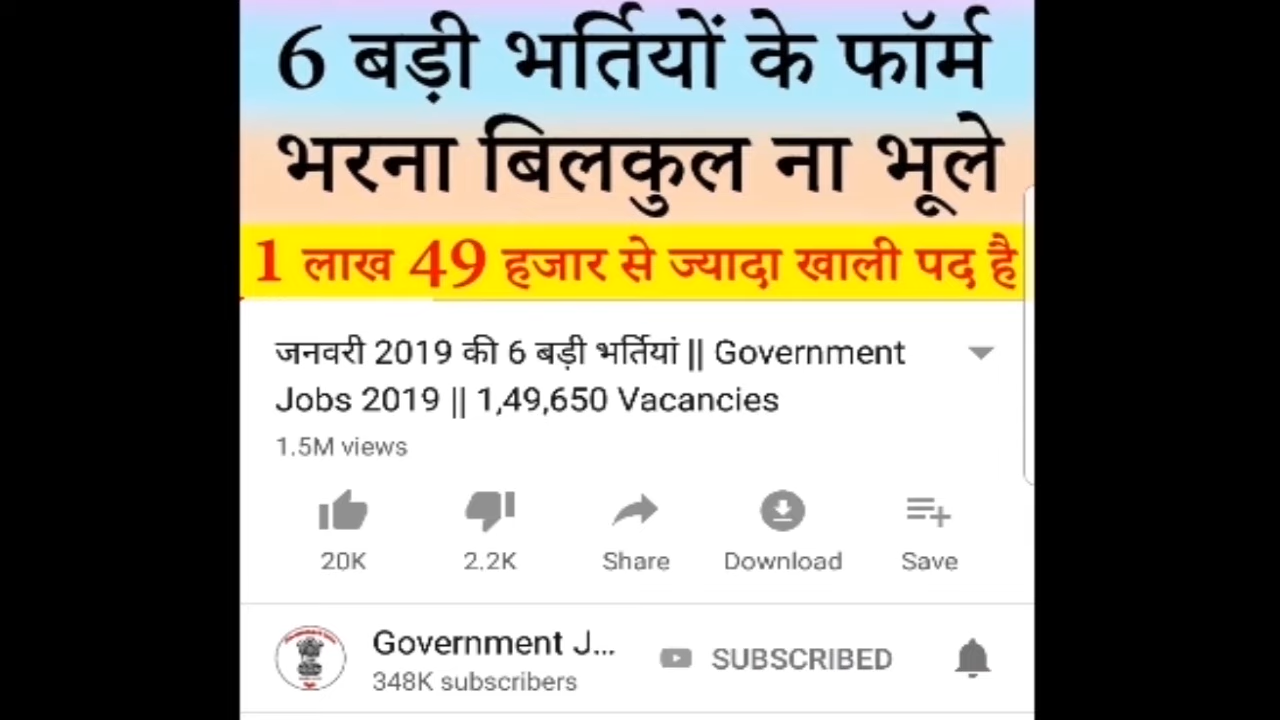 6 बड़ी भर्तियों के फॉर्म
भरना बिलकुल ना भूले
1 लाख 49 हजार से ज्यादा खाली पद है
जनवरी 2019 की 6 बड़ी भर्तियां || Government
Jobs 2019 || 1,49,650 Vacancies
1.5M views
20K 2.2K Share Download Save
Government J... SUBSCRIBED
348K subscribers